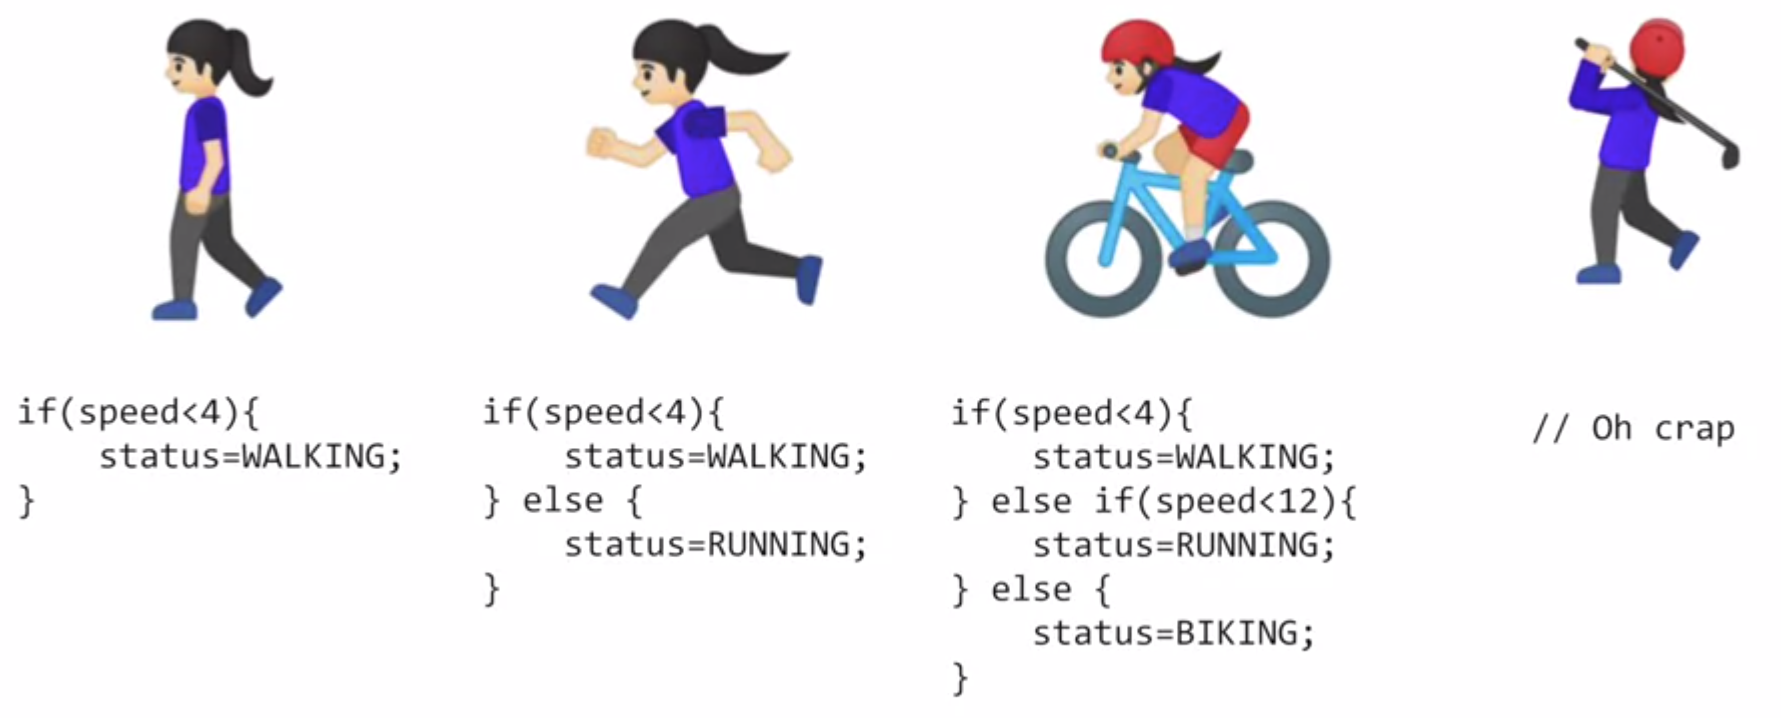 if(speed<4){
    status=WALKING;
}
if(speed<4){
    status=WALKING;
} else {
    status=RUNNING;
}
if(speed<4){
    status=WALKING;
} else if(speed<12){
    status=RUNNING;
} else {
    status=BIKING;
}
// Oh crap